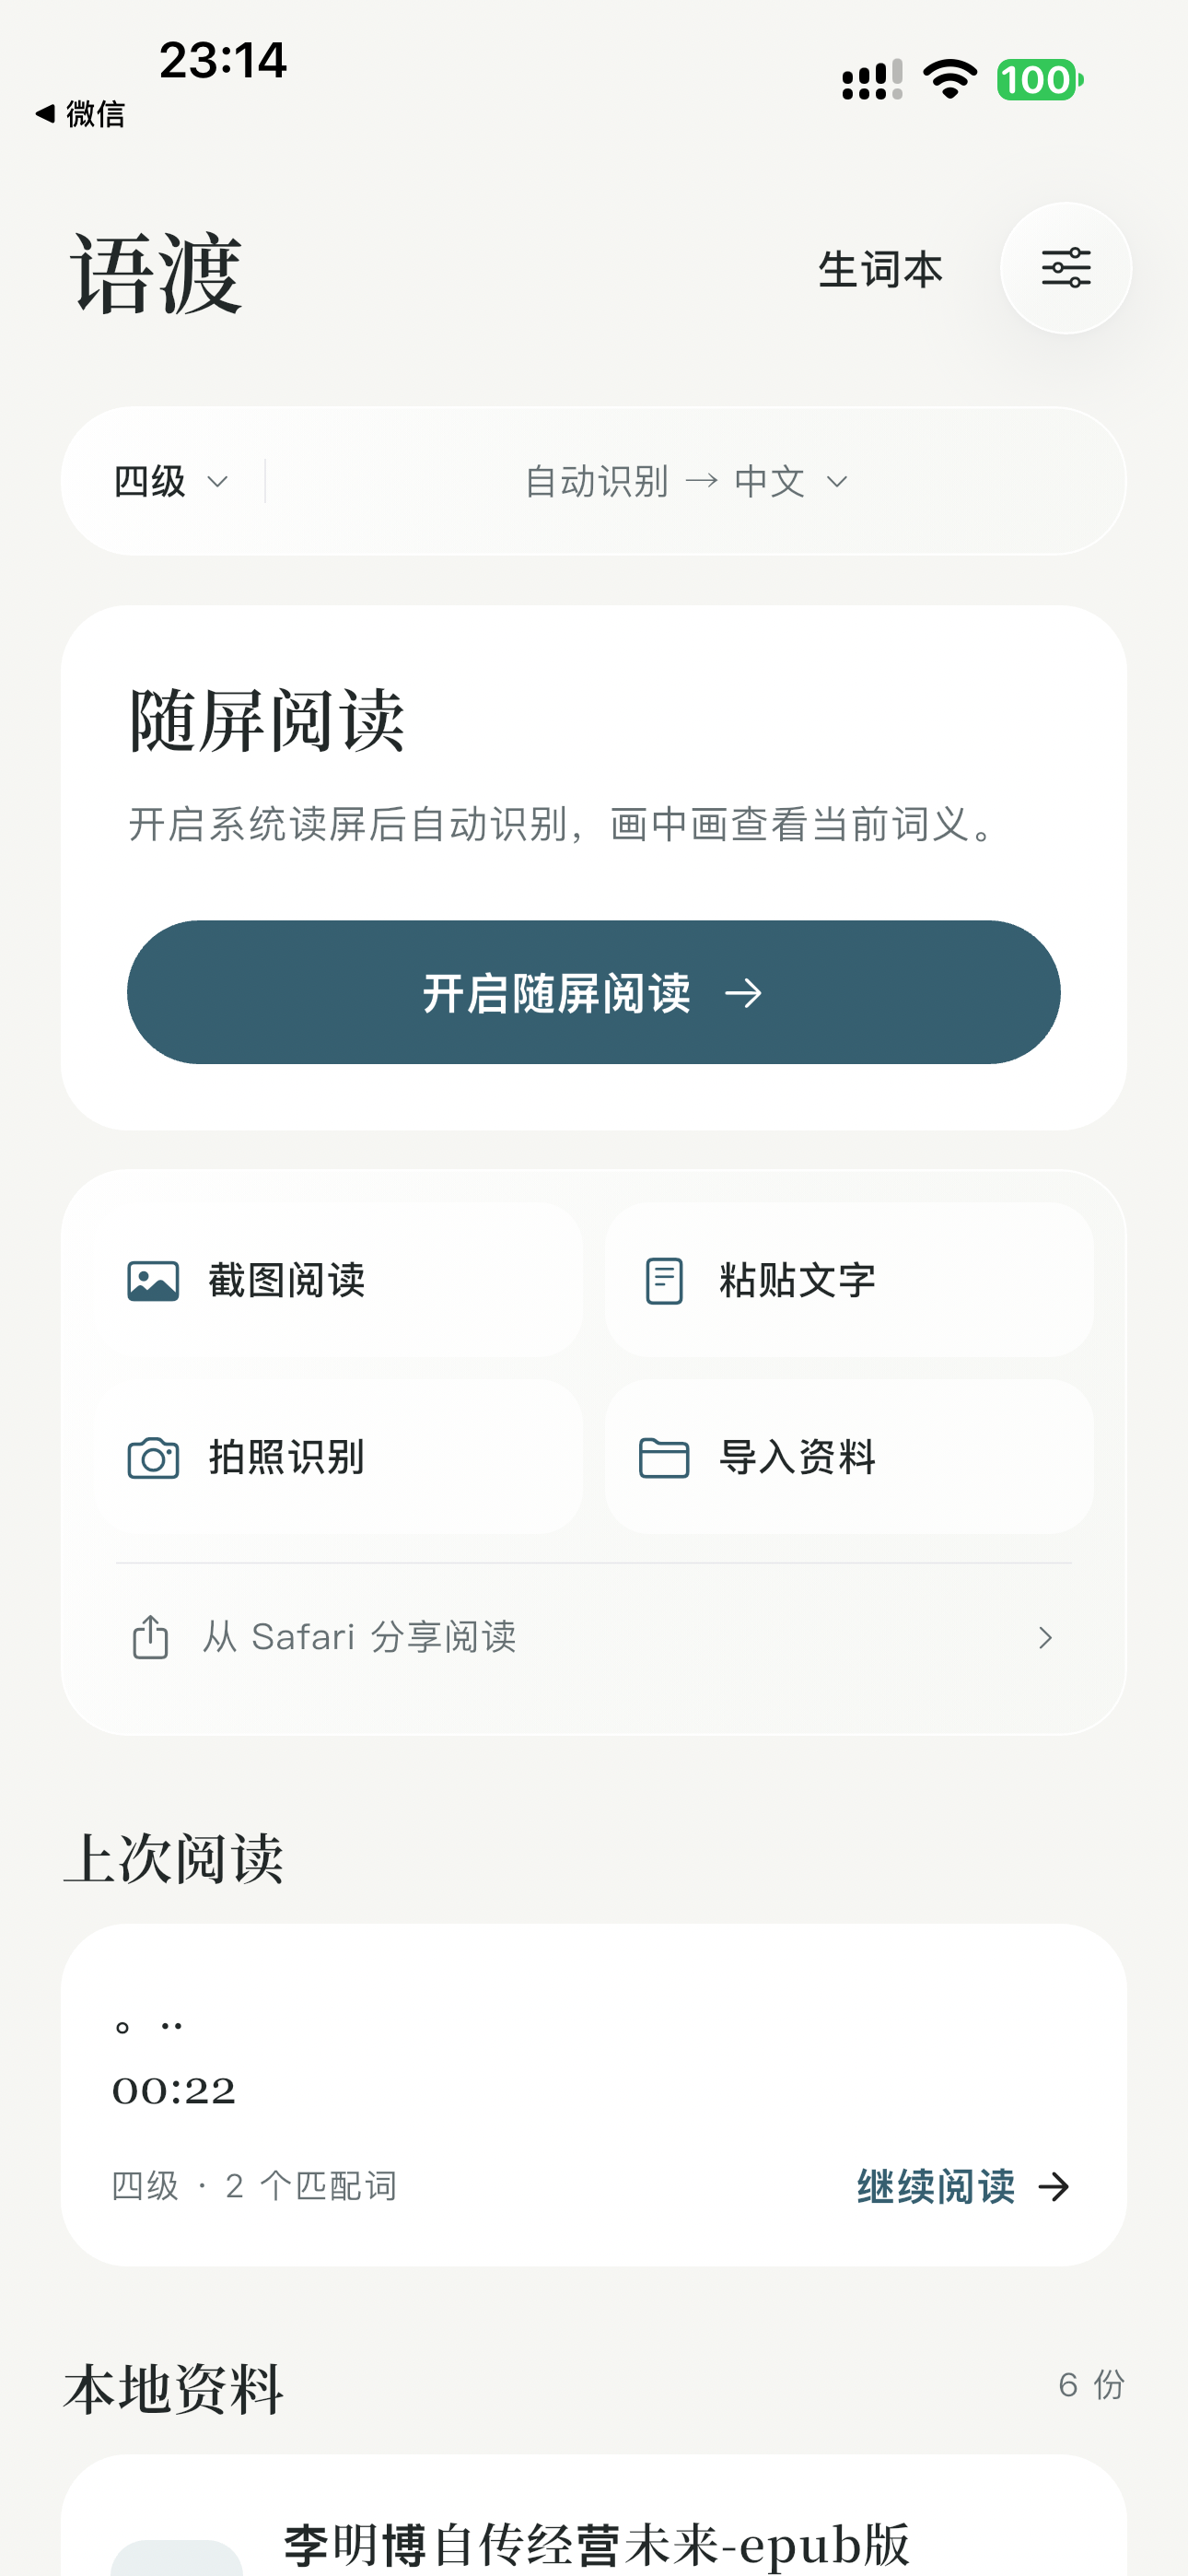 23:14
100
◀ 微信
语渡
生词本
四级
自动识别 → 中文
随屏阅读
开启系统读屏后自动识别，画中画查看当前词义。
开启随屏阅读 →
截图阅读
粘贴文字
拍照识别
导入资料
从 Safari 分享阅读
上次阅读
。..
00:22
四级 · 2 个匹配词
继续阅读 →
本地资料
6 份
李明博自传经营未来-epub版